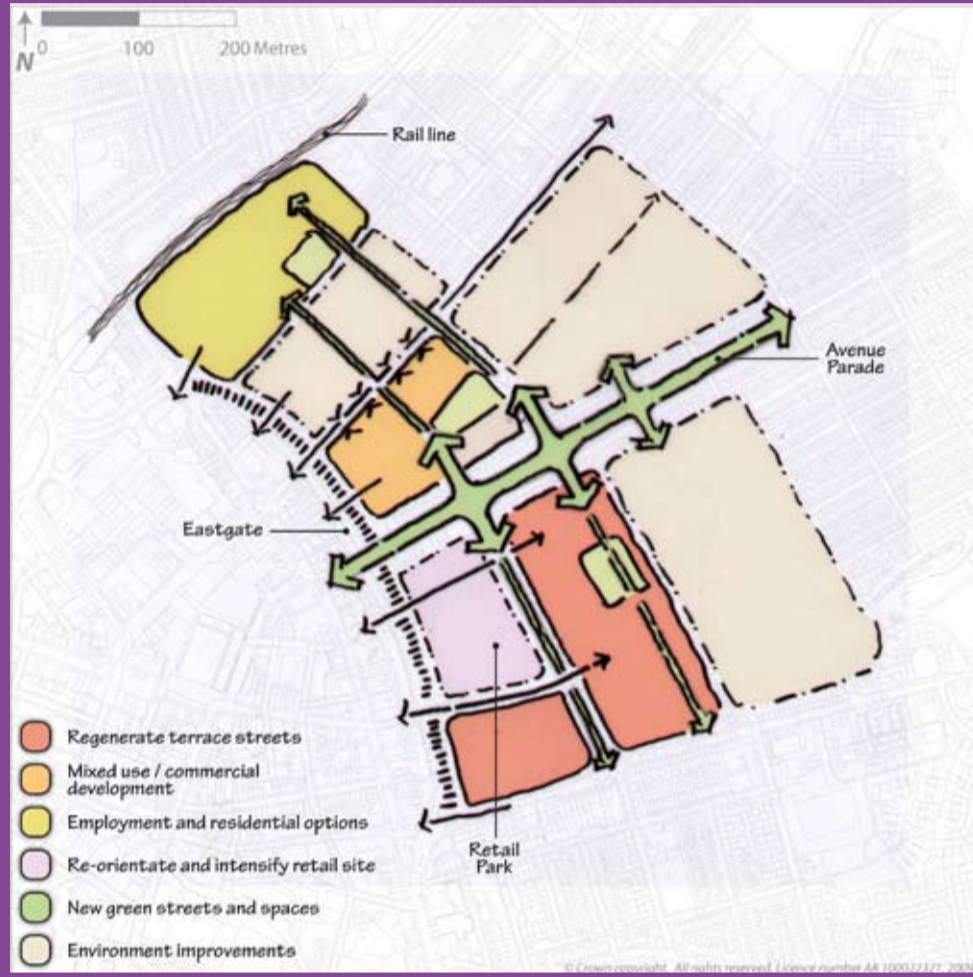 0 100 200 Metres
N
Rail line
Avenue
Parade
Eastgate
Retail
Park
Regenerate terrace streets
Mixed use / commercial
development
Employment and residential options
Re-orientate and intensify retail site
New green streets and spaces
Environment improvements
© Crown copyright. All rights reserved. Licence number